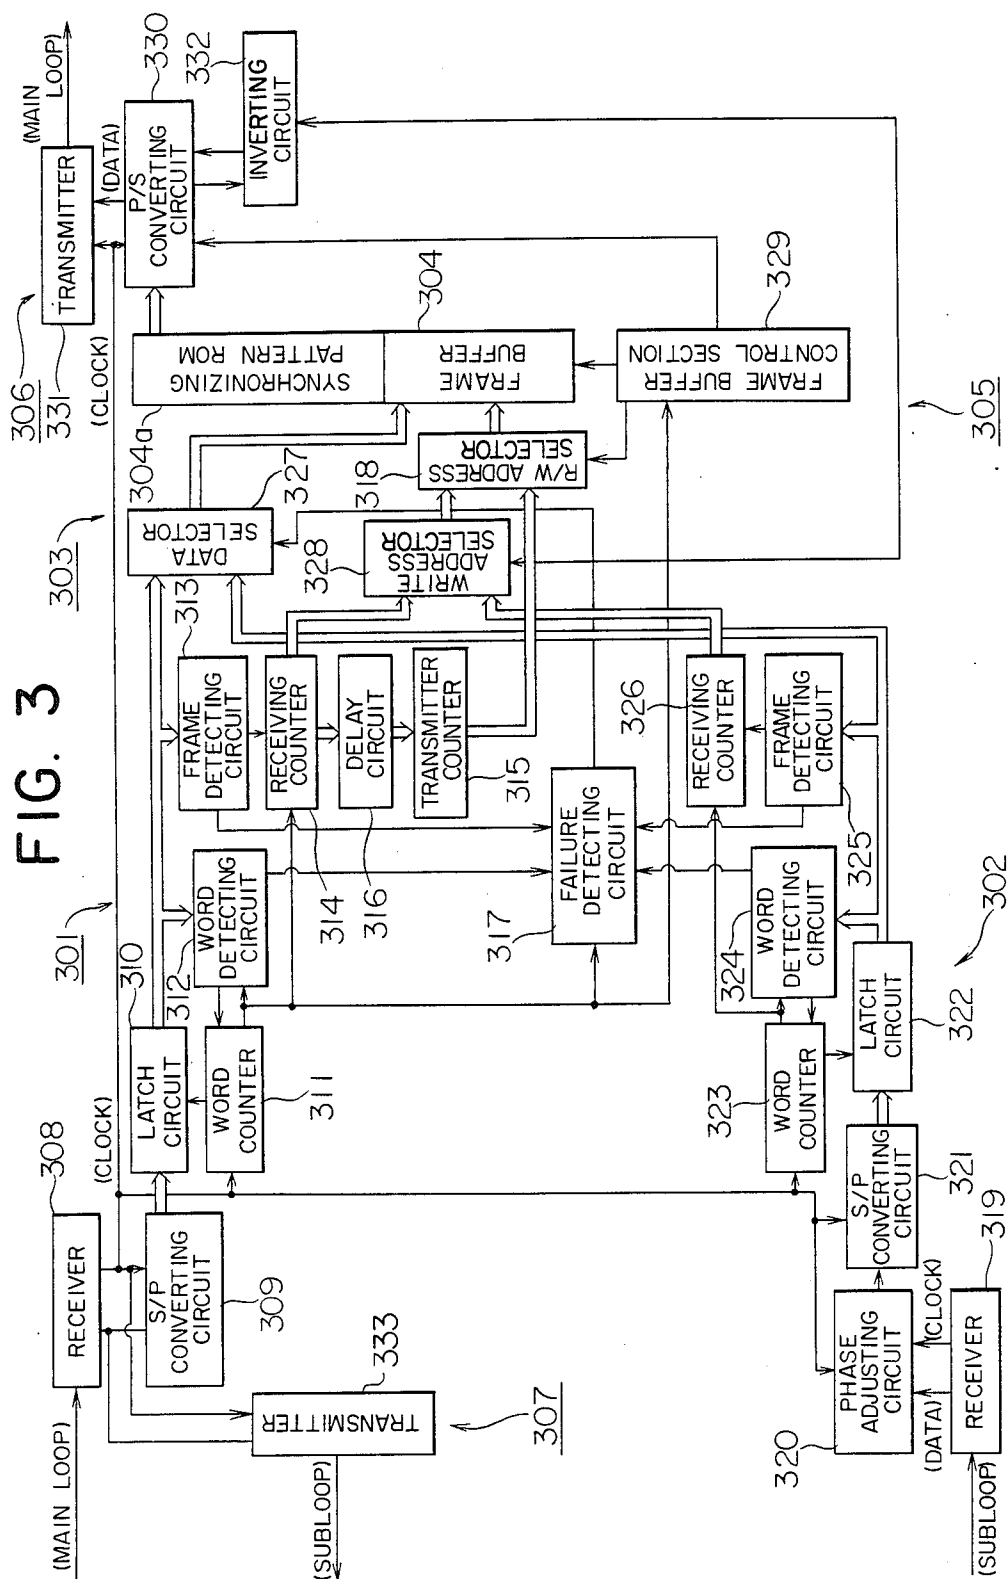 FIG. 3
(MAIN LOOP)
RECEIVER
308
S/P
CONVERTING
CIRCUIT
309
(CLOCK)
TRANSMITTER
333
307
(SUBLOOP)
301
LATCH
CIRCUIT
310
WORD
COUNTER
311
WORD
DETECTING
CIRCUIT
312
FRAME
DETECTING
CIRCUIT
313
RECEIVING
COUNTER
314
DELAY
CIRCUIT
316
TRANSMITTER
COUNTER
315
FAILURE
DETECTING
CIRCUIT
317
303
DATA
SELECTOR
327
WRITE
ADDRESS
SELECTOR
328
R/W ADDRESS
SELECTOR
318
SYNCHRONIZING
PATTERN ROM
304a
FRAME
BUFFER
304
FRAME BUFFER
CONTROL SECTION
329
305
306
TRANSMITTER
331
(CLOCK)
(DATA)
(MAIN
LOOP)
P/S
CONVERTING
CIRCUIT
330
INVERTING
CIRCUIT
332
(SUBLOOP)
RECEIVER
319
(DATA)
(CLOCK)
PHASE
ADJUSTING
CIRCUIT
320
S/P
CONVERTING
CIRCUIT
321
LATCH
CIRCUIT
322
302
WORD
COUNTER
323
WORD
DETECTING
CIRCUIT
324
FRAME
DETECTING
CIRCUIT
325
RECEIVING
COUNTER
326